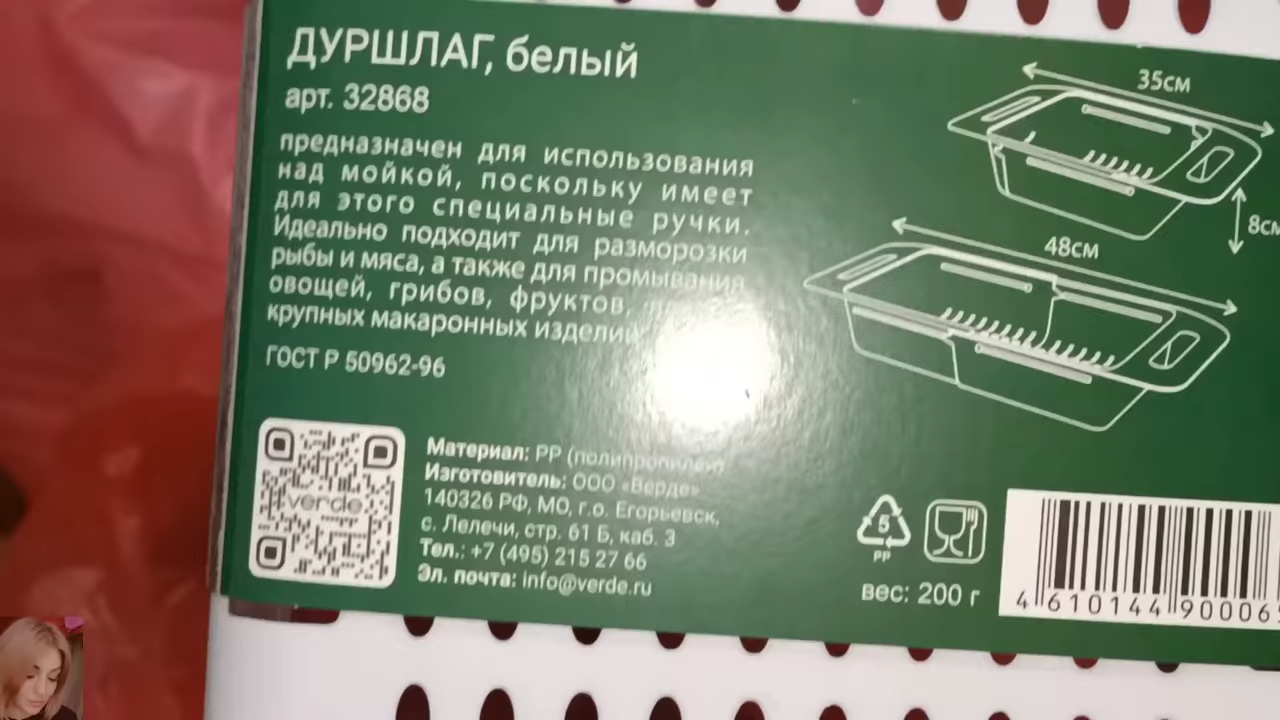 ДУРШЛАГ, белый
арт. 32868
предназначен для использования
над мойкой, поскольку имеет
для этого специальные ручки.
Идеально подходит для разморозки
рыбы и мяса, а также для промывания
овощей, грибов, фруктов,
крупных макаронных изделий
ГОСТ Р 50962-96
35см
8см
48см
verde
Материал: PP (полипропилен)
Изготовитель: ООО «Верде»
140326 РФ, МО, г.о. Егорьевск,
с. Лелечи, стр. 61 Б, каб. 3
Тел.: +7 (495) 215 27 66
Эл. почта: info@verde.ru
5
PP
вес: 200 г
4 610144 90006